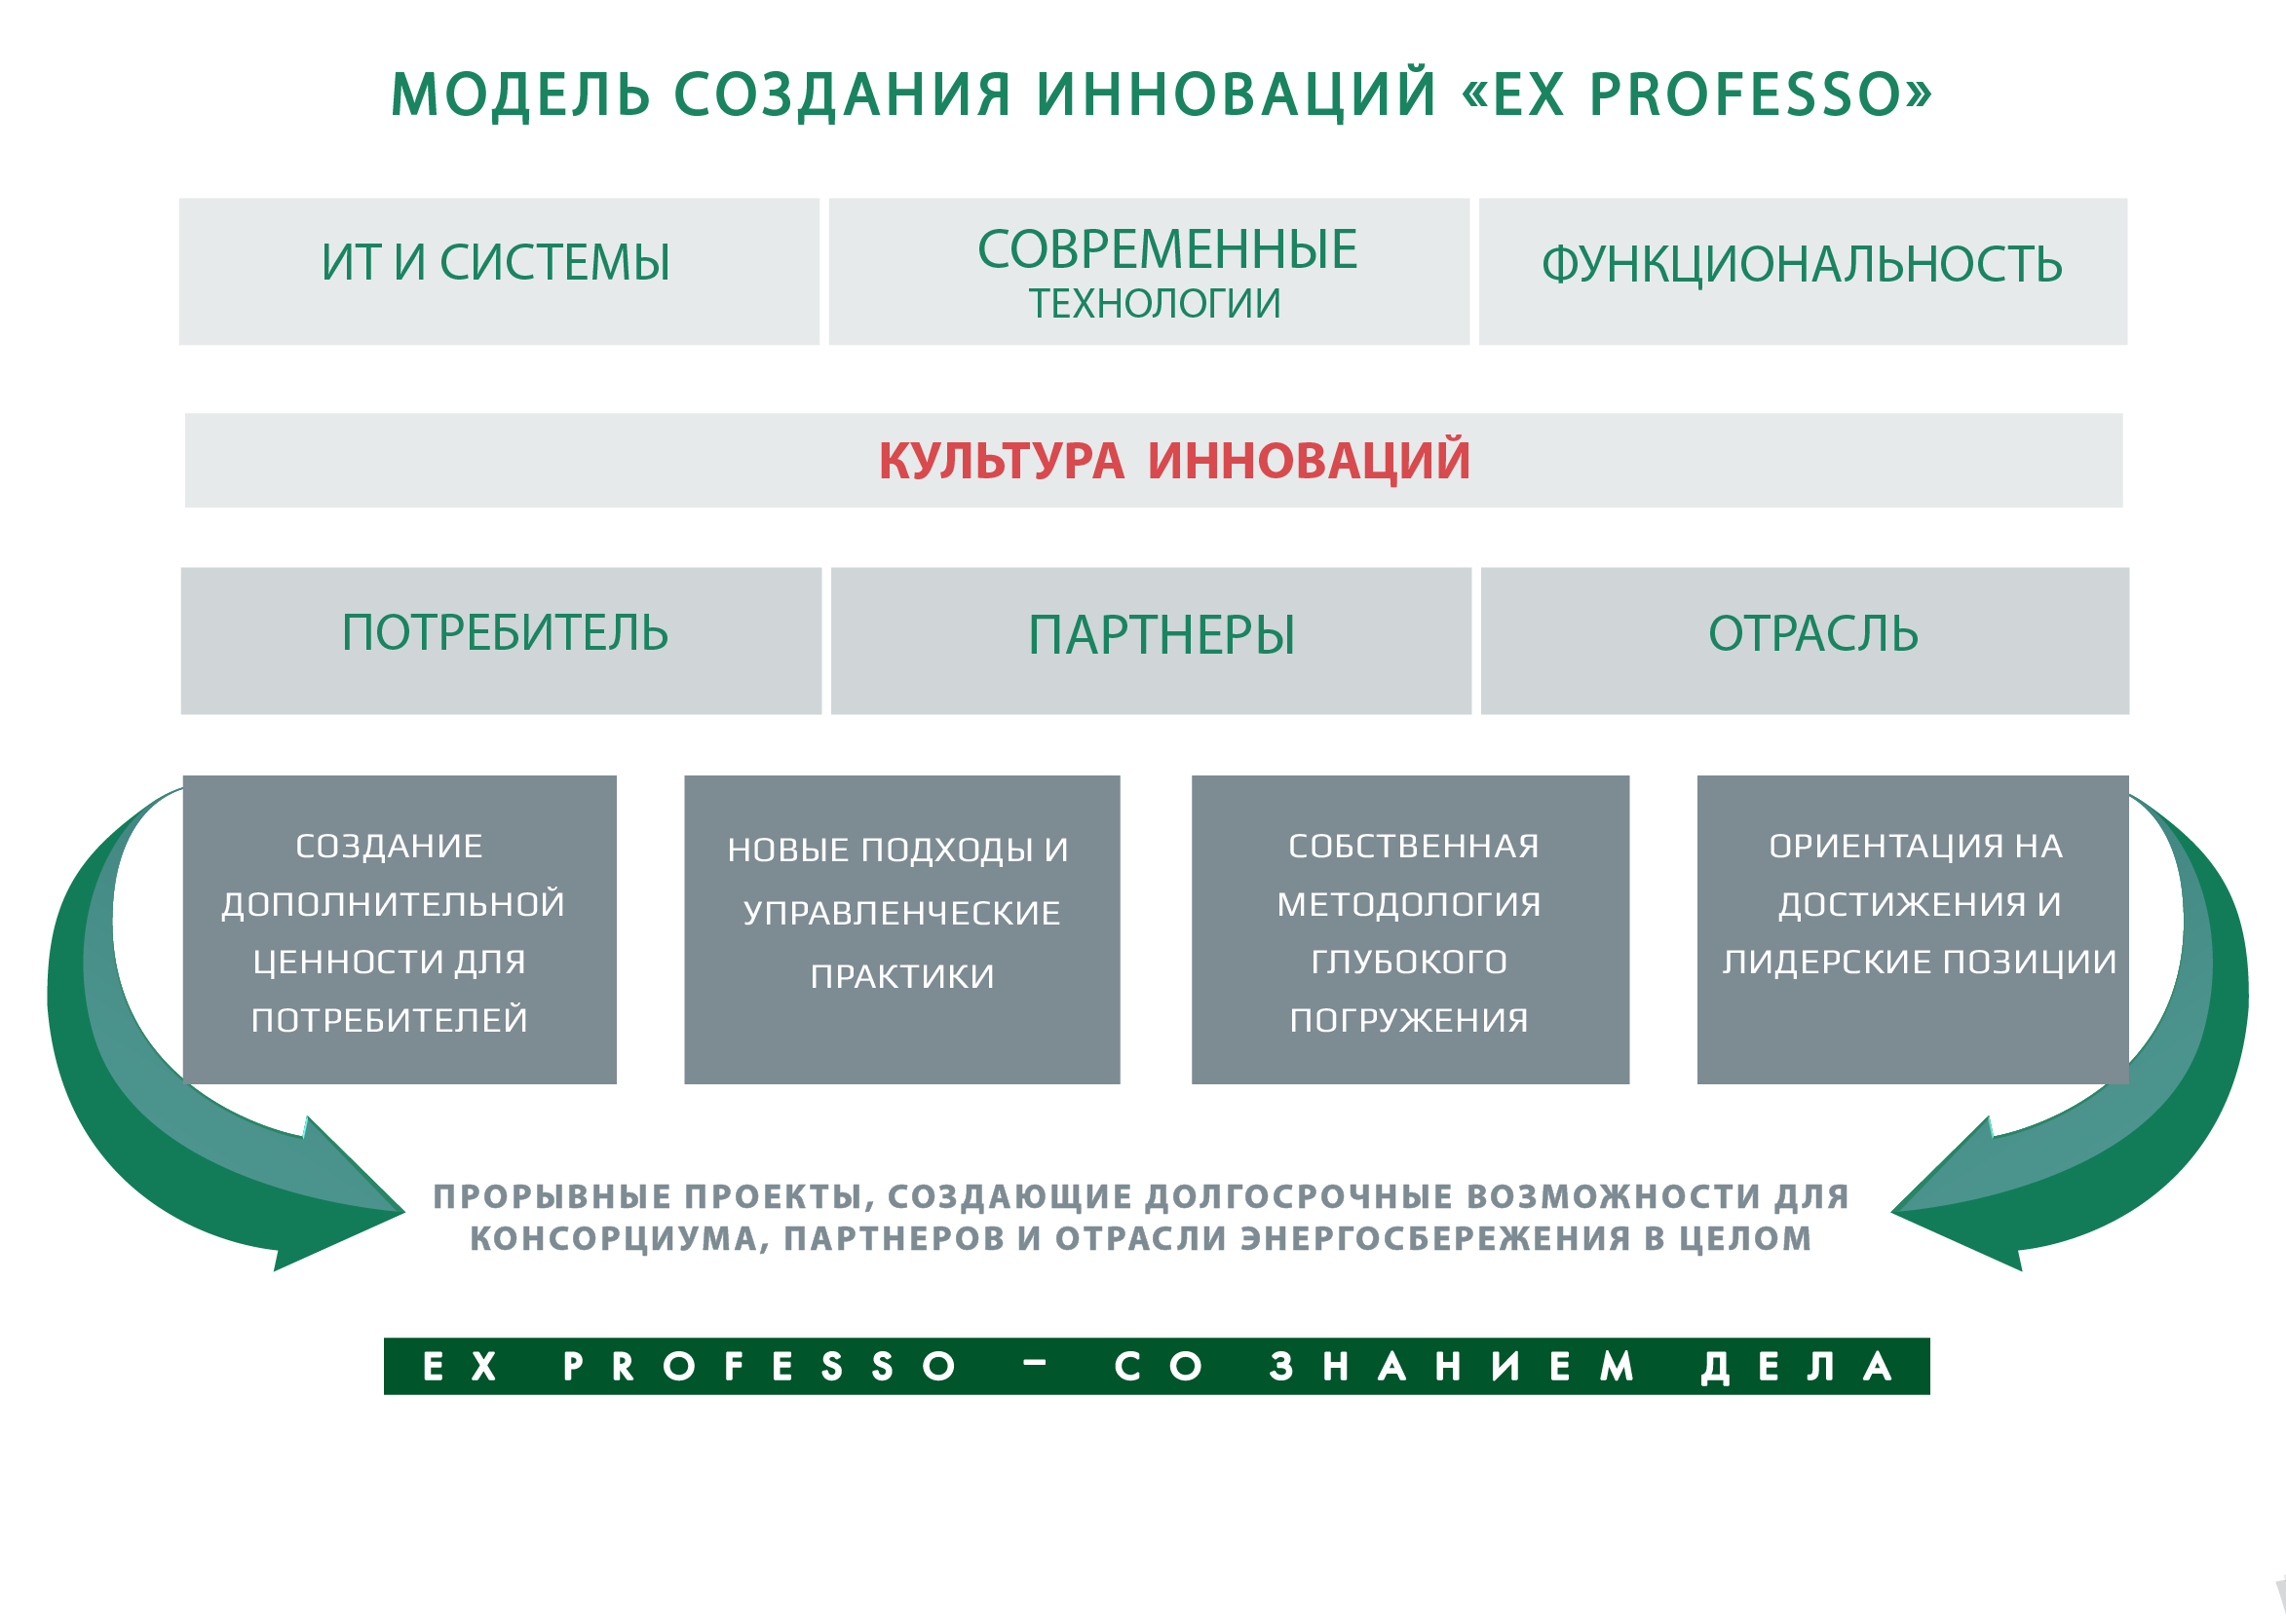 МОДЕЛЬ СОЗДАНИЯ ИННОВАЦИЙ «EX PROFESSO»
ИТ И СИСТЕМЫ
СОВРЕМЕННЫЕ
ТЕХНОЛОГИИ
ФУНКЦИОНАЛЬНОСТЬ
КУЛЬТУРА ИННОВАЦИЙ
ПОТРЕБИТЕЛЬ
ПАРТНЕРЫ
ОТРАСЛЬ
СОЗДАНИЕ
ДОПОЛНИТЕЛЬНОЙ
ЦЕННОСТИ ДЛЯ
ПОТРЕБИТЕЛЕЙ
НОВЫЕ ПОДХОДЫ И
УПРАВЛЕНЧЕСКИЕ
ПРАКТИКИ
СОБСТВЕННАЯ
МЕТОДОЛОГИЯ
ГЛУБОКОГО
ПОГРУЖЕНИЯ
ОРИЕНТАЦИЯ НА
ДОСТИЖЕНИЯ И
ЛИДЕРСКИЕ ПОЗИЦИИ
ПРОРЫВНЫЕ ПРОЕКТЫ, СОЗДАЮЩИЕ ДОЛГОСРОЧНЫЕ ВОЗМОЖНОСТИ ДЛЯ
КОНСОРЦИУМА, ПАРТНЕРОВ И ОТРАСЛИ ЭНЕРГОСБЕРЕЖЕНИЯ В ЦЕЛОМ
EX PROFESSO – СО ЗНАНИЕМ ДЕЛА